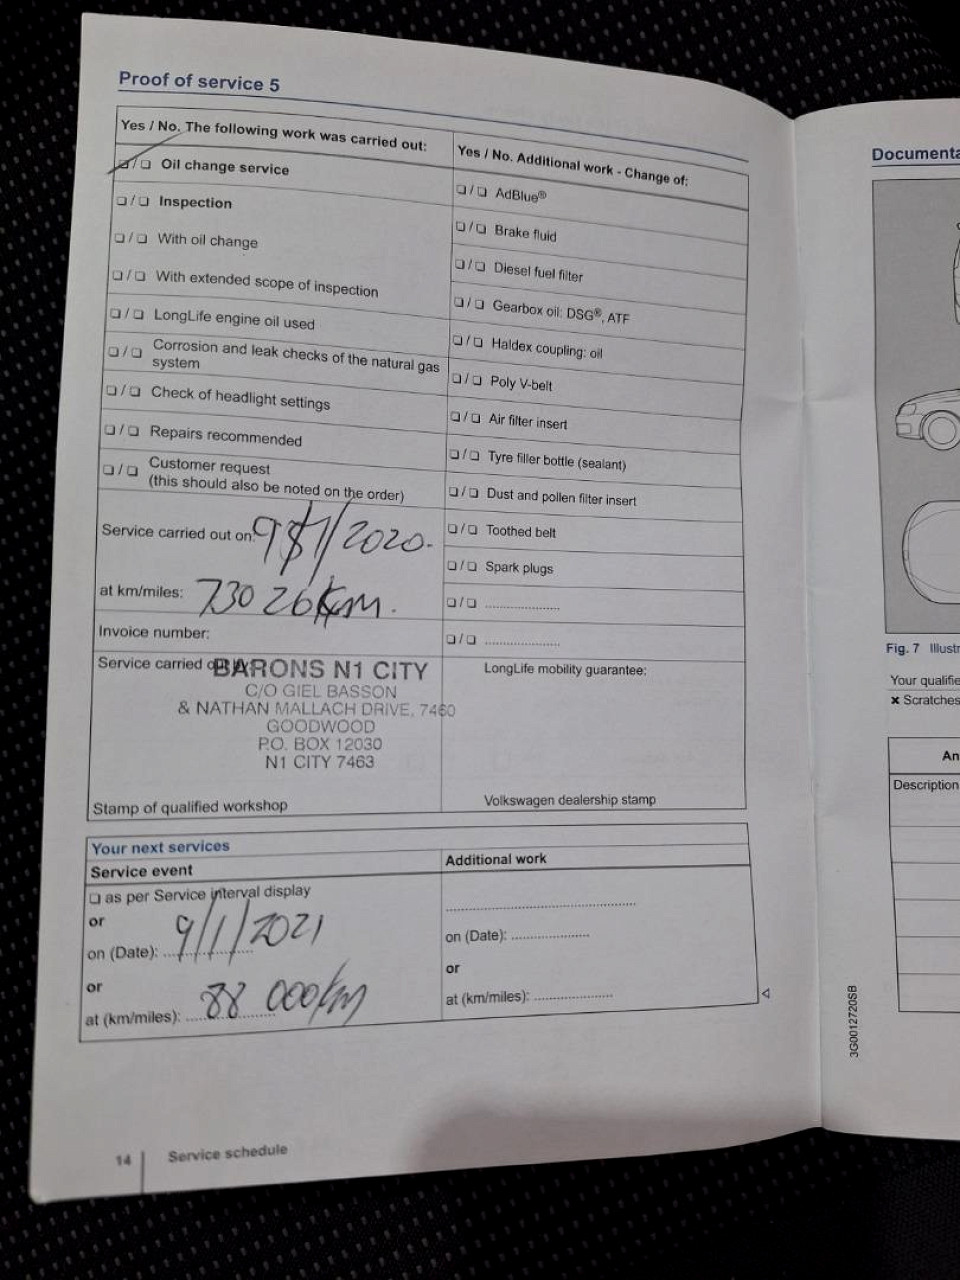 Proof of service 5
Yes / No. The following work was carried out:
❑/❑ Oil change service
❑/❑ Inspection
❑/❑ With oil change
❑/❑ With extended scope of inspection
❑/❑ LongLife engine oil used
❑/❑ Corrosion and leak checks of the natural gas
system
❑/❑ Check of headlight settings
❑/❑ Repairs recommended
❑/❑ Customer request
(this should also be noted on the order)
Service carried out on: /1/2020.
at km/miles: 73026 km.
Invoice number:
Service carried
BARONS N1 CITY
C/O GIEL BASSON
& NATHAN MALLACH DRIVE, 7460
GOODWOOD
P.O. BOX 12030
N1 CITY 7463
Stamp of qualified workshop
Yes / No. Additional work - Change of:
❑/❑ AdBlue®
❑/❑ Brake fluid
❑/❑ Diesel fuel filter
❑/❑ Gearbox oil: DSG®, ATF
❑/❑ Haldex coupling: oil
❑/❑ Poly V-belt
❑/❑ Air filter insert
❑/❑ Tyre filler bottle (sealant)
❑/❑ Dust and pollen filter insert
❑/❑ Toothed belt
❑/❑ Spark plugs
❑/❑ ....................
❑/❑ ....................
LongLife mobility guarantee:
Volkswagen dealership stamp
Your next services
Service event
❑ as per Service interval display
or
on (Date): 9/1/2021
or
at (km/miles): 88 000km
Additional work
..................................................
on (Date): ....................
or
at (km/miles): ....................
14
Service schedule
Documenta
Fig. 7 Illustr
Your qualifie
× Scratches
An
Description
3G0012720SB